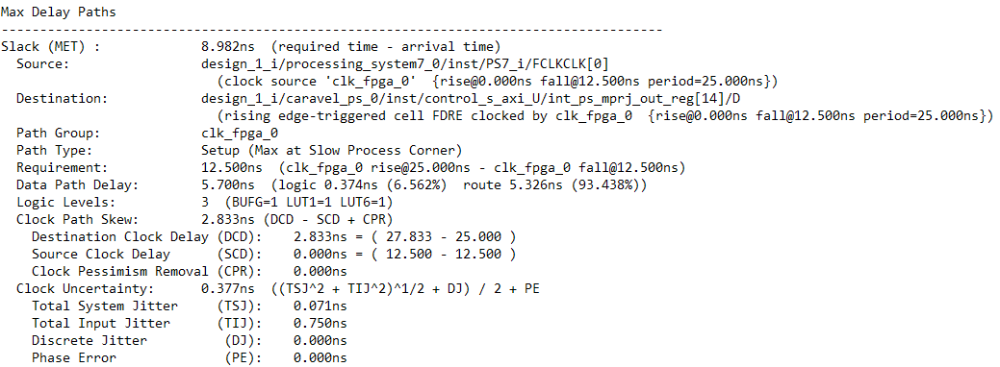 Max Delay Paths
--------------------------------------------------------------------------------------
Slack (MET) :             8.982ns  (required time - arrival time)
  Source:                 design_1_i/processing_system7_0/inst/PS7_i/FCLKCLK[0]
                            (clock source 'clk_fpga_0'  {rise@0.000ns fall@12.500ns period=25.000ns})
  Destination:            design_1_i/caravel_ps_0/inst/control_s_axi_U/int_ps_mprj_out_reg[14]/D
                            (rising edge-triggered cell FDRE clocked by clk_fpga_0  {rise@0.000ns fall@12.500ns period=25.000ns})
  Path Group:             clk_fpga_0
  Path Type:              Setup (Max at Slow Process Corner)
  Requirement:            12.500ns  (clk_fpga_0 rise@25.000ns - clk_fpga_0 fall@12.500ns)
  Data Path Delay:        5.700ns  (logic 0.374ns (6.562%)  route 5.326ns (93.438%))
  Logic Levels:           3  (BUFG=1 LUT1=1 LUT6=1)
  Clock Path Skew:        2.833ns (DCD - SCD + CPR)
    Destination Clock Delay (DCD):    2.833ns = ( 27.833 - 25.000 )
    Source Clock Delay      (SCD):    0.000ns = ( 12.500 - 12.500 )
    Clock Pessimism Removal (CPR):    0.000ns
  Clock Uncertainty:      0.377ns  ((TSJ^2 + TIJ^2)^1/2 + DJ) / 2 + PE
    Total System Jitter     (TSJ):    0.071ns
    Total Input Jitter      (TIJ):    0.750ns
    Discrete Jitter          (DJ):    0.000ns
    Phase Error              (PE):    0.000ns